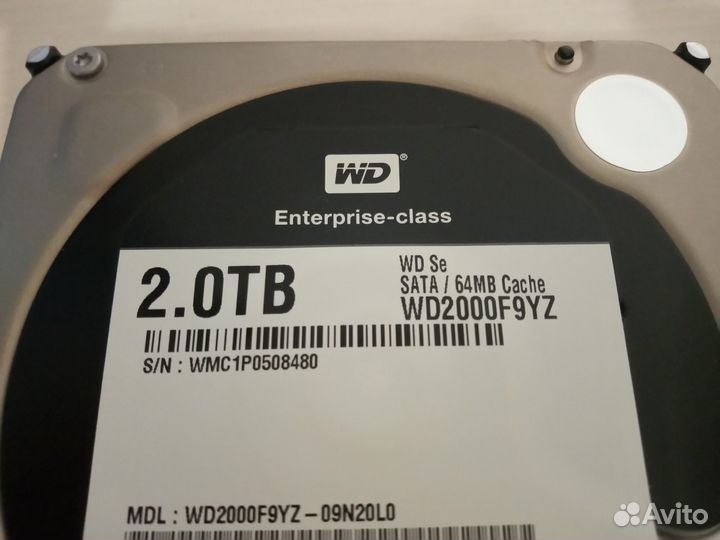 WD®
Enterprise-class
2.0TB
WD Se
SATA / 64MB Cache
WD2000F9YZ
S/N : WMC1P0508480
MDL : WD2000F9YZ-09N20L0
Avito